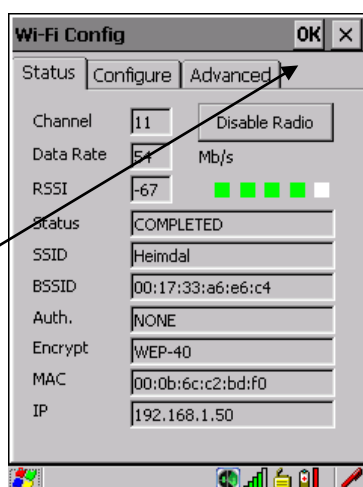 Wi-Fi Config OK ×
Status Configure Advanced
Channel 11 Disable Radio
Data Rate 54 Mb/s
RSSI -67
Status COMPLETED
SSID Heimdal
BSSID 00:17:33:a6:e6:c4
Auth. NONE
Encrypt WEP-40
MAC 00:0b:6c:c2:bd:f0
IP 192.168.1.50